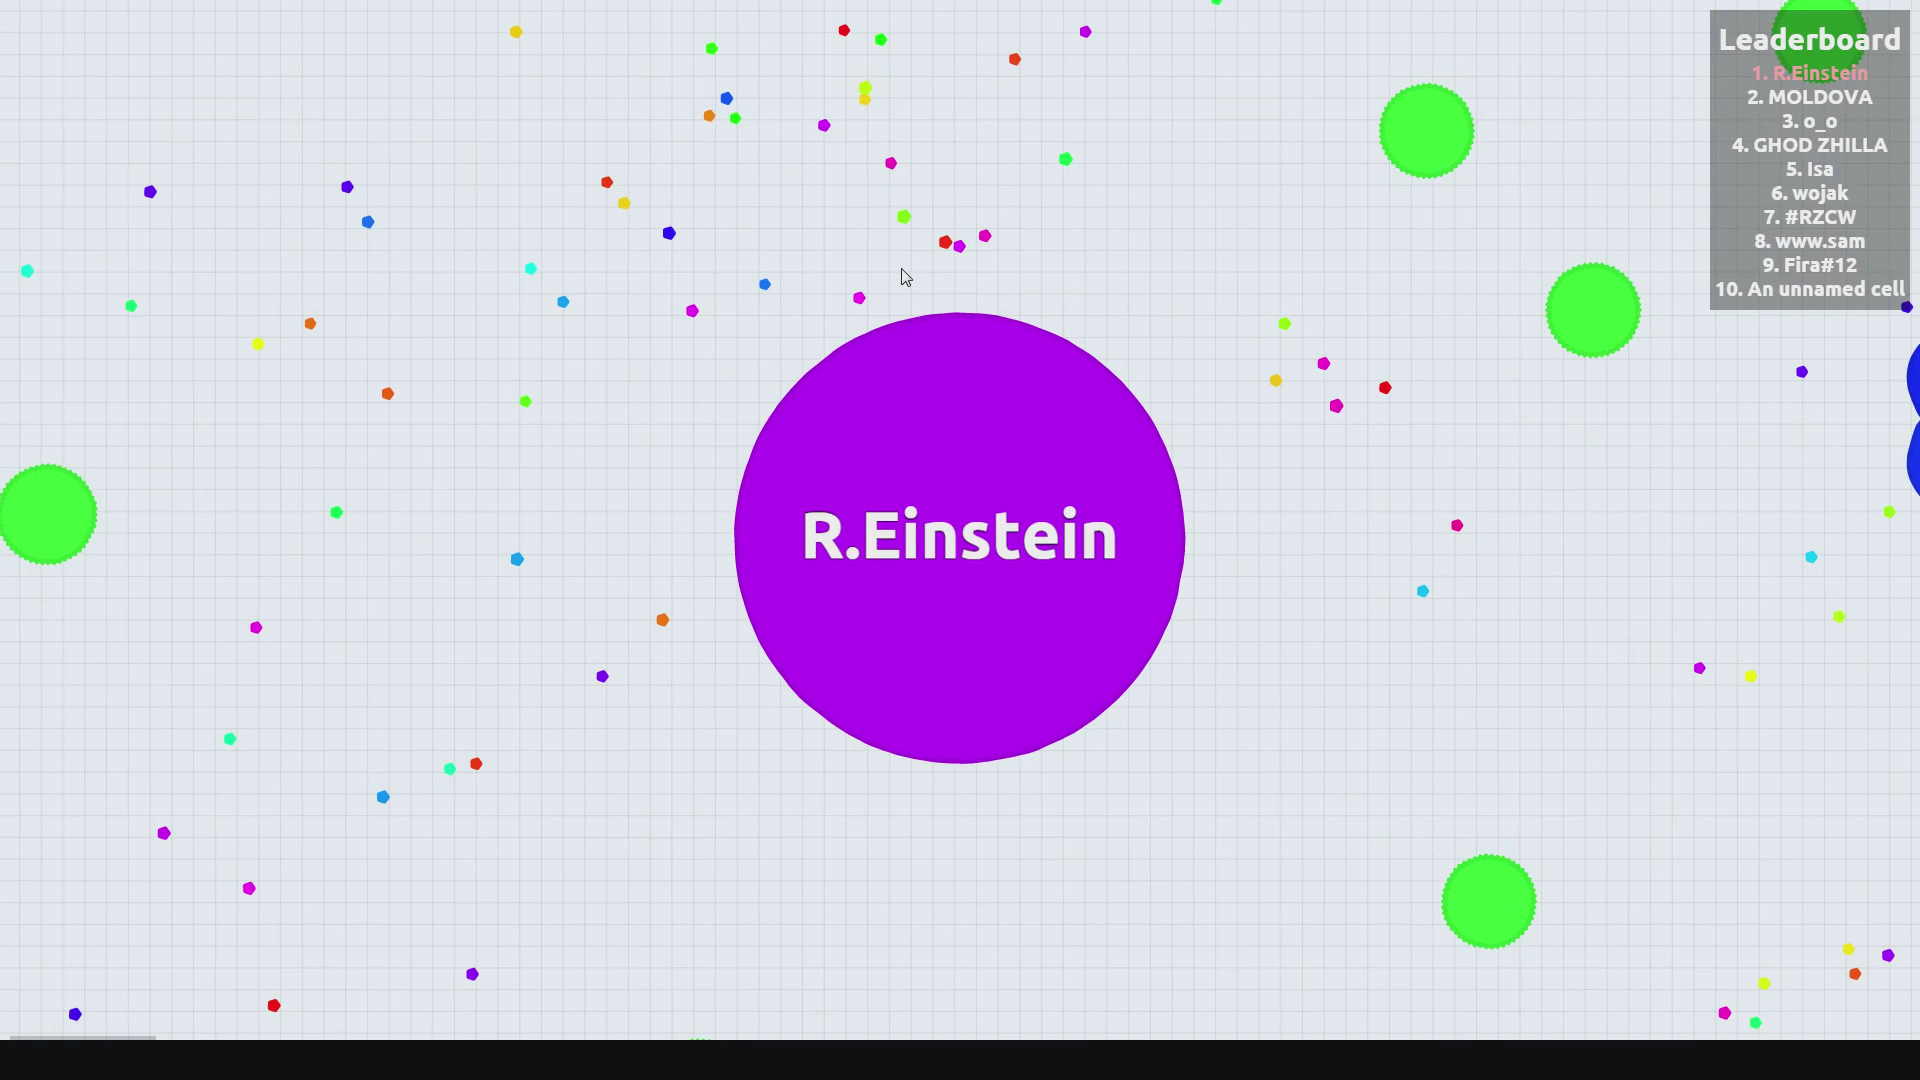 Leaderboard
1. R.Einstein
2. MOLDOVA
3. o_o
4. GHOD ZHILLA
5. Isa
6. wojak
7. #RZCW
8. www.sam
9. Fira#12
10. An unnamed cell
R.Einstein